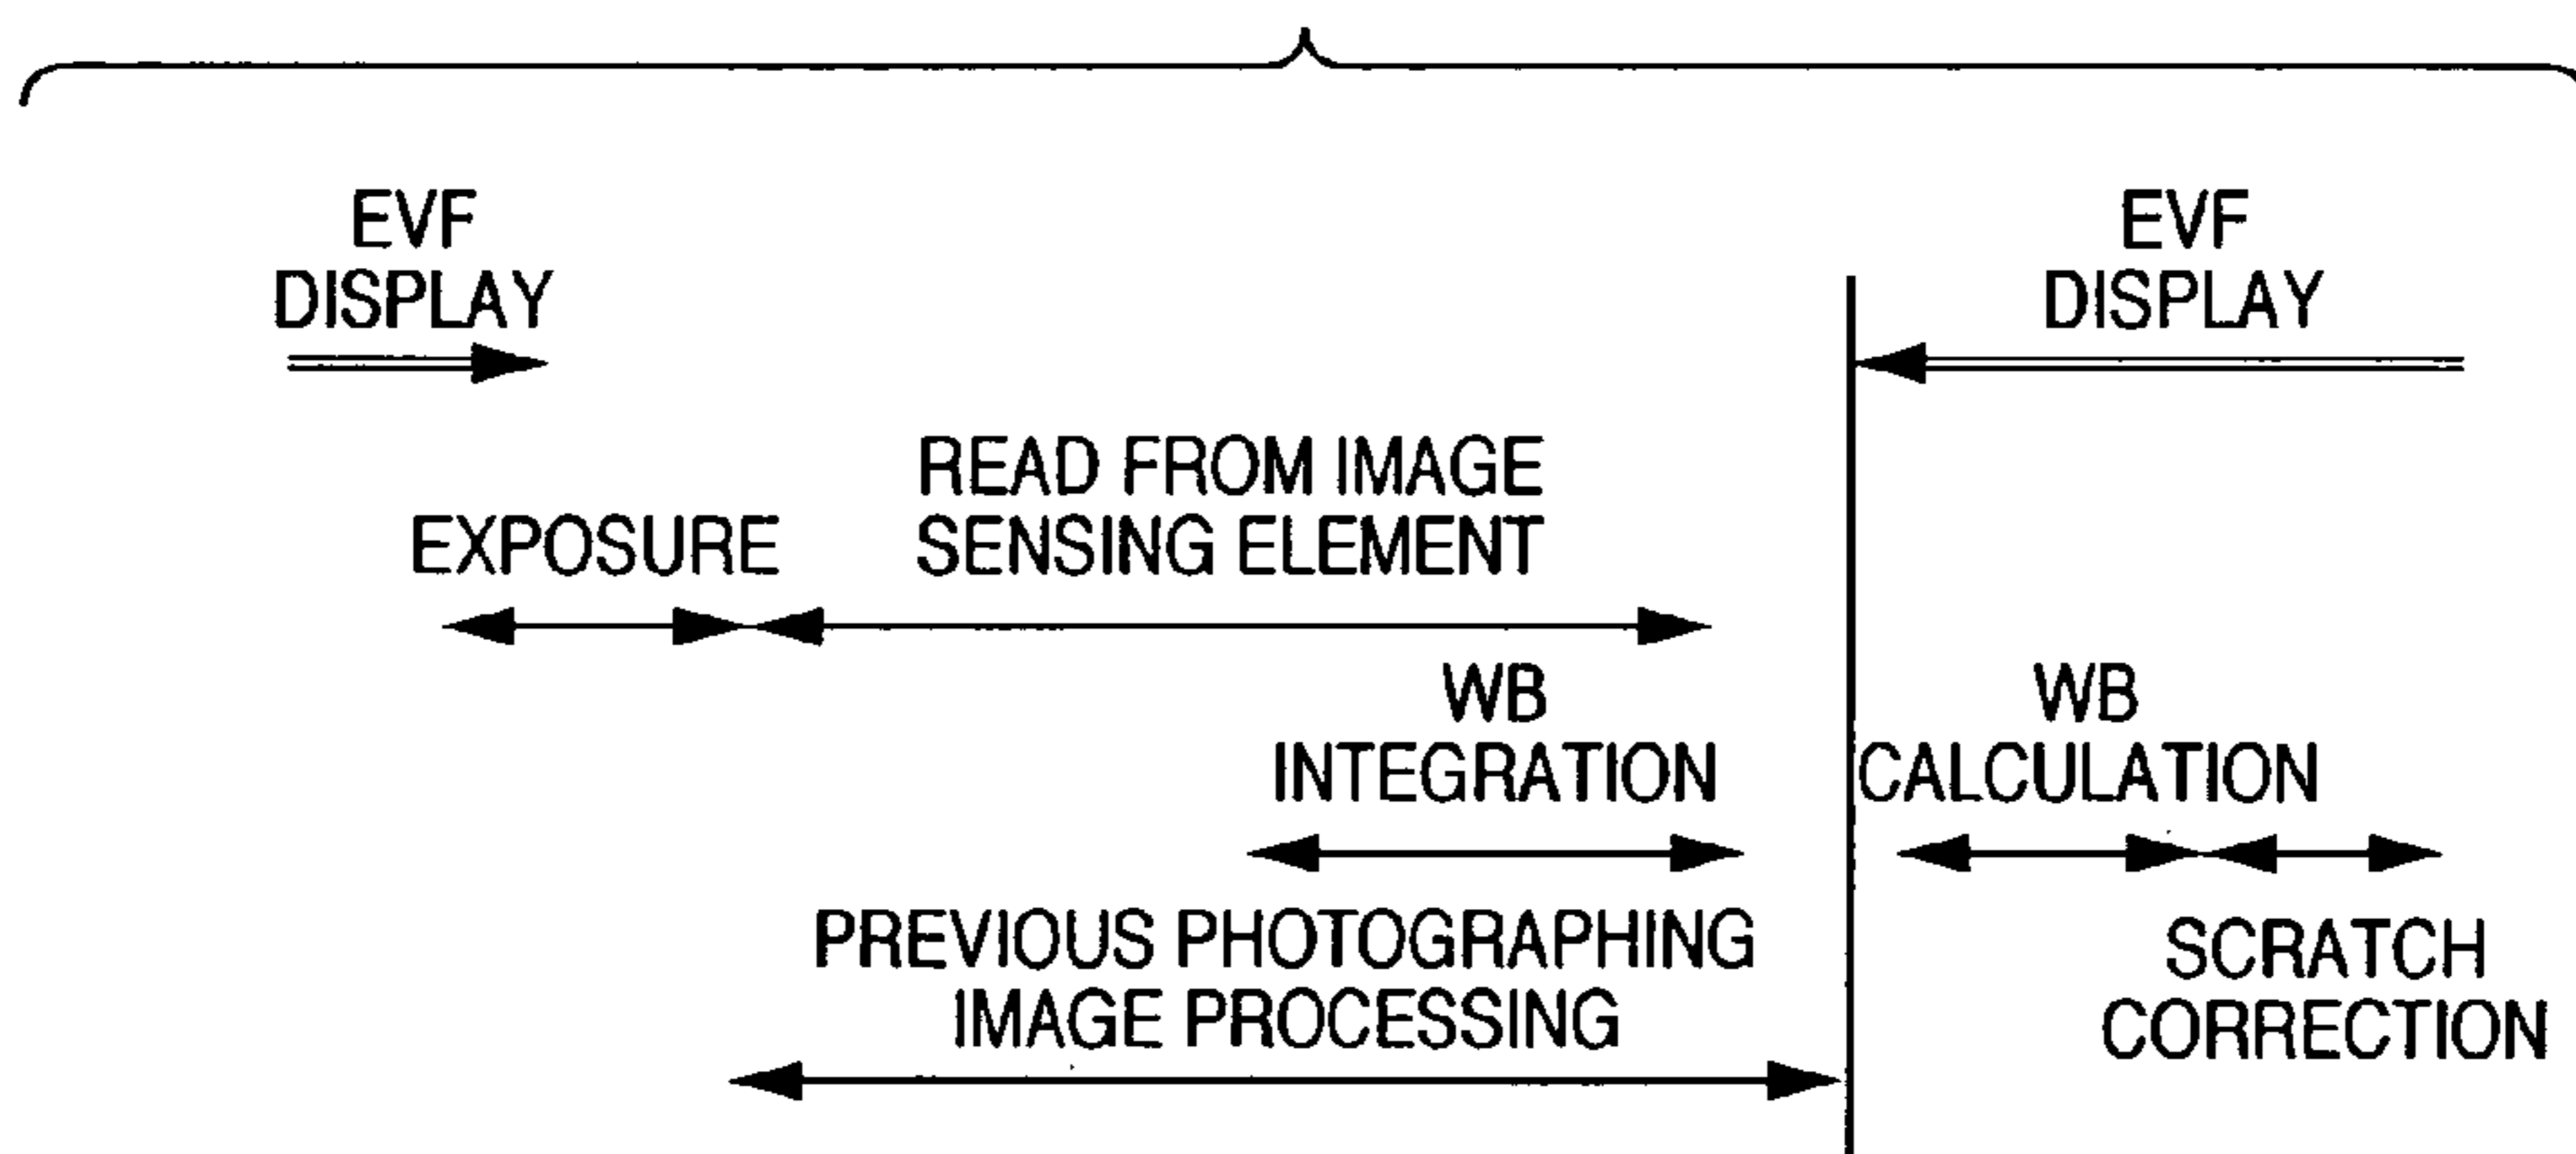 EVF
DISPLAY
EVF
DISPLAY
EXPOSURE
READ FROM IMAGE
SENSING ELEMENT
WB
INTEGRATION
WB
CALCULATION
PREVIOUS PHOTOGRAPHING
IMAGE PROCESSING
SCRATCH
CORRECTION